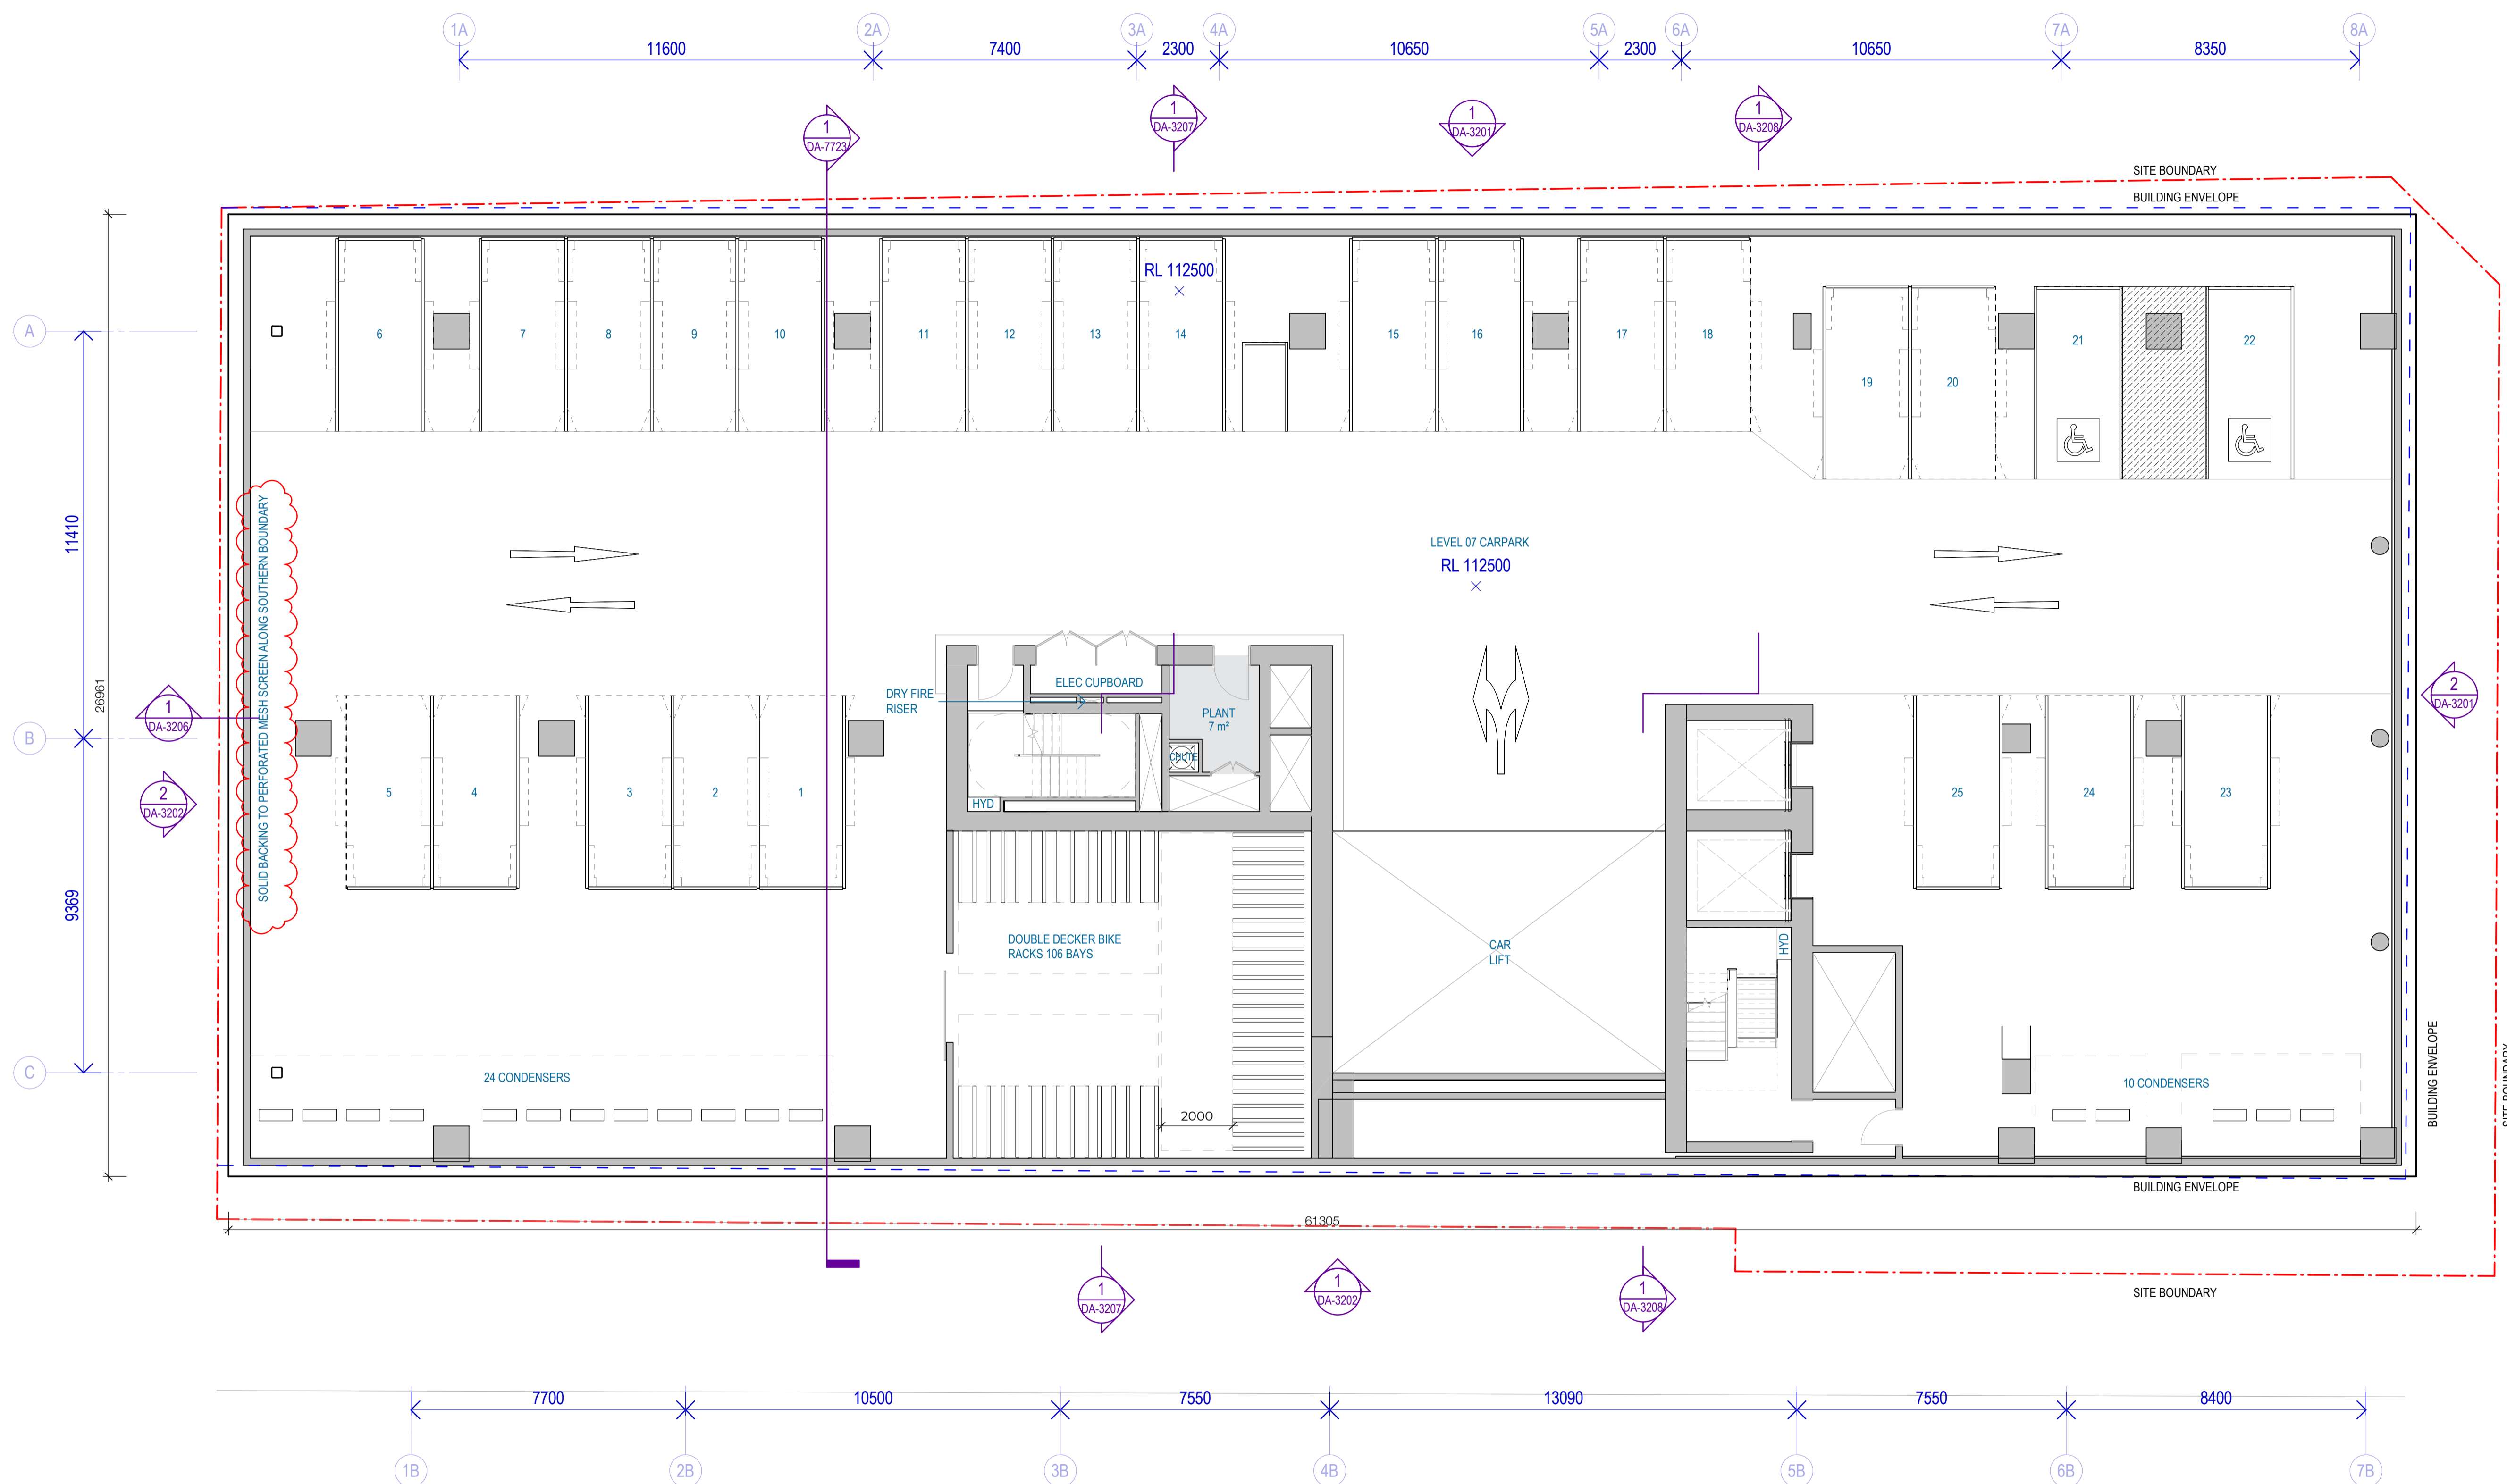 1A 2A 3A 4A 5A 6A 7A 8A
11600 7400 2300 10650 2300 10650 8350
1
DA-7723
1
DA-3207
1
DA-3201
1
DA-3208
SITE BOUNDARY
BUILDING ENVELOPE
RL 112500
A
6 7 8 9 10 11 12 13 14 15 16 17 18
19 20 21 22
11410
26961
SOLID BACKING TO PERFORATED MESH SCREEN ALONG SOUTHERN BOUNDARY
LEVEL 07 CARPARK
RL 112500
ELEC CUPBOARD
DRY FIRE
RISER
PLANT
7 m²
CHUTE
HYD
1
DA-3206
2
DA-3201
B
2
DA-3202
5 4 3 2 1
25 24 23
9369
DOUBLE DECKER BIKE
RACKS 106 BAYS
CAR
LIFT
HYD
C
24 CONDENSERS
10 CONDENSERS
2000
BUILDING ENVELOPE
SITE BOUNDARY
BUILDING ENVELOPE
61305
1
DA-3207
1
DA-3202
1
DA-3208
SITE BOUNDARY
7700 10500 7550 13090 7550 8400
1B 2B 3B 4B 5B 6B 7B